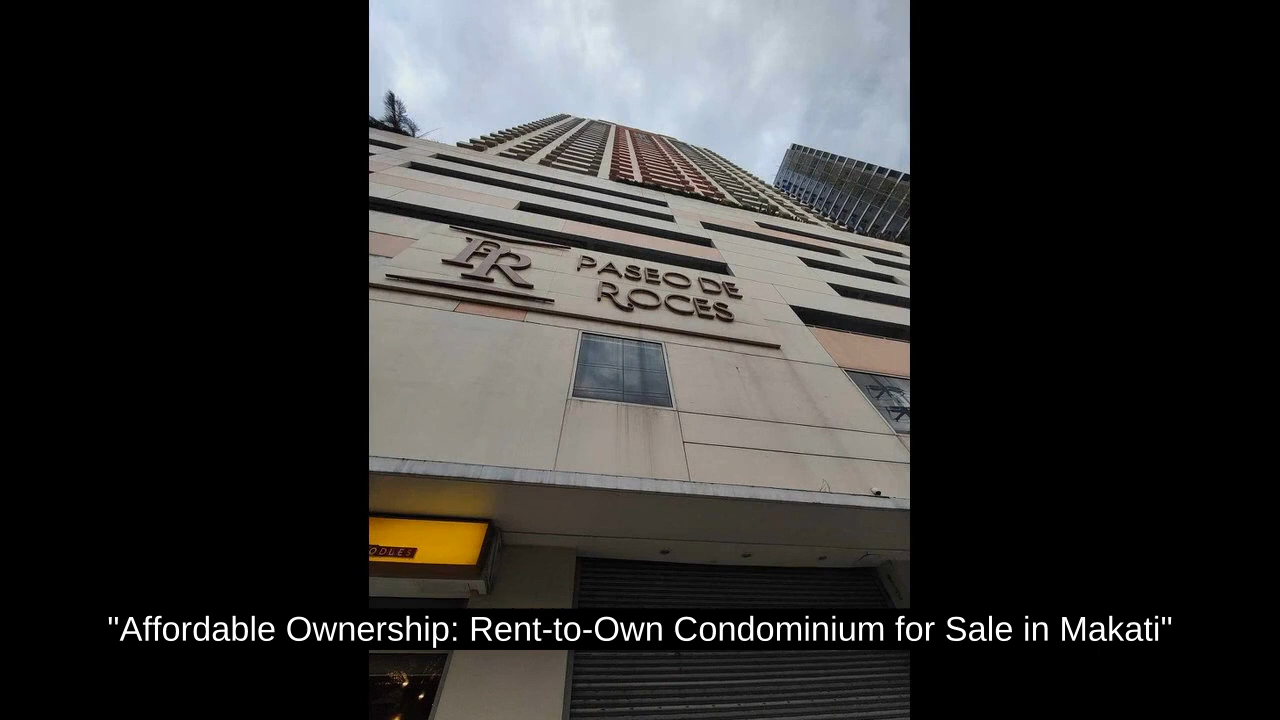 PR
PASEO DE
ROCES
"Affordable Ownership: Rent-to-Own Condominium for Sale in Makati"